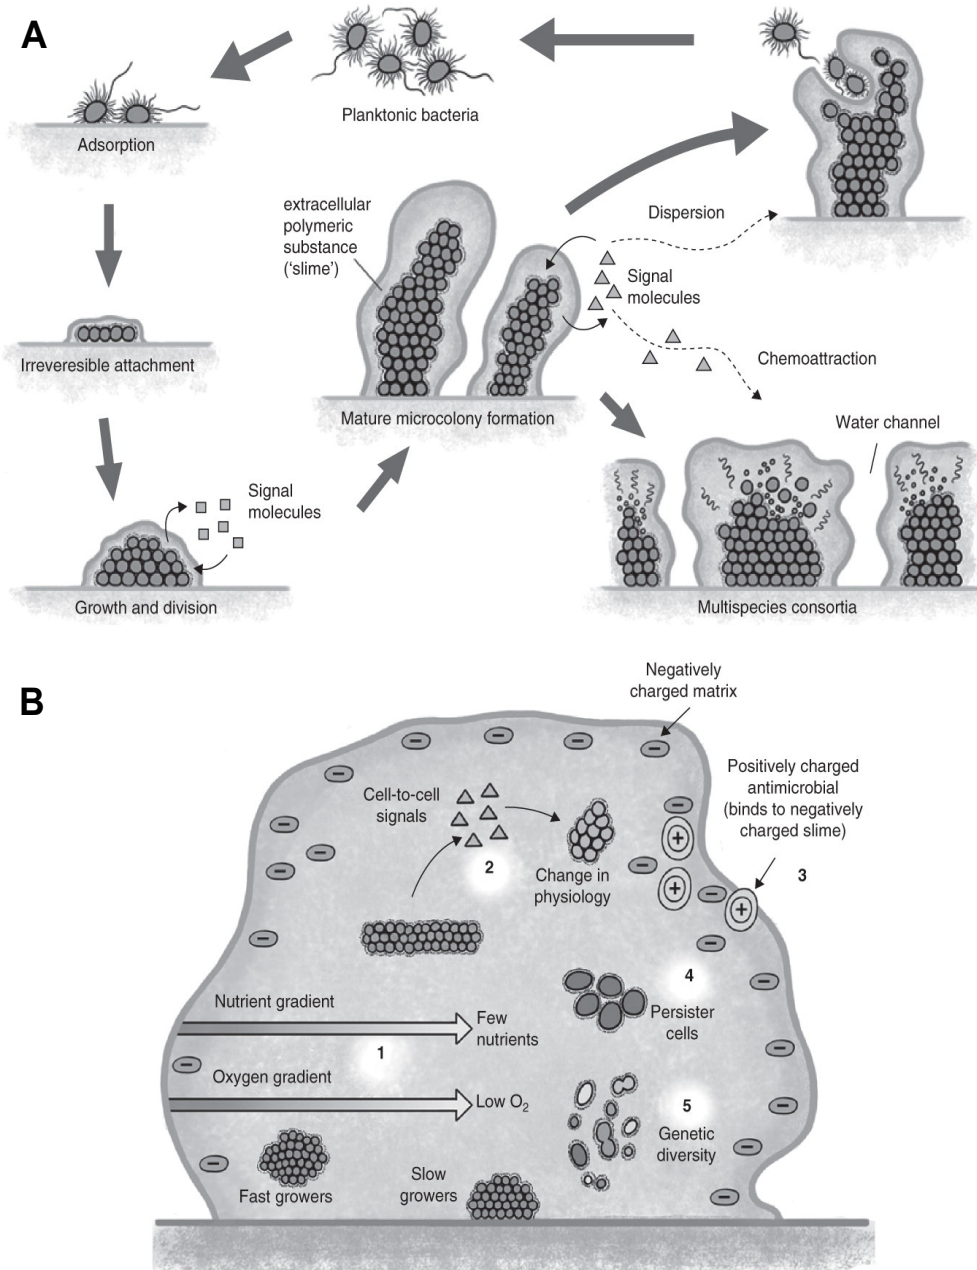 A
Planktonic bacteria
Adsorption
extracellular
polymeric
substance
('slime')
Dispersion
Signal
molecules
Irreveresible attachment
Chemoattraction
Mature microcolony formation
Water channel
Signal
molecules
Growth and division
Multispecies consortia
B
Negatively
charged matrix
Positively charged
antimicrobial
(binds to negatively
charged slime)
Cell-to-cell
signals
2
3
Change in
physiology
4
Nutrient gradient
Few
nutrients
Persister
cells
1
Oxygen gradient
Low O₂
5
Genetic
diversity
Fast growers
Slow
growers